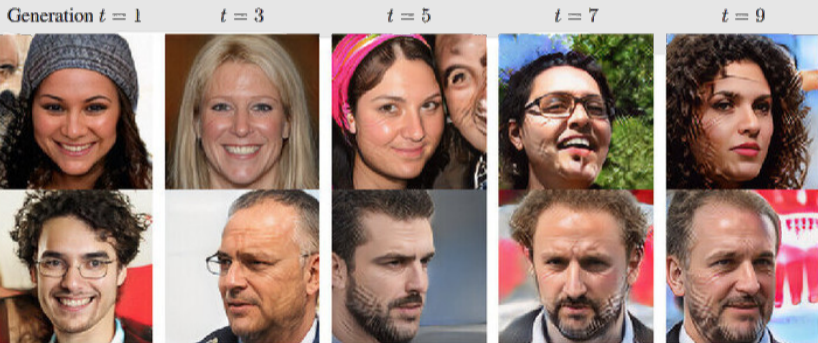 Generation t = 1 t = 3 t = 5 t = 7 t = 9